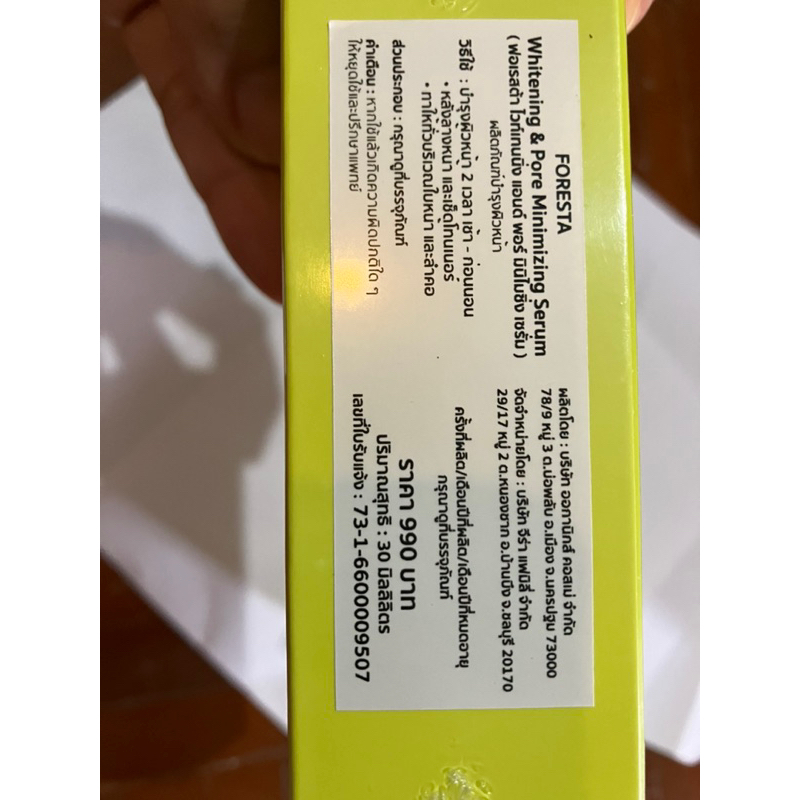 FORESTA
Whitening & Pore Minimizing Serum
( ฟอเรสต้า ไวท์เทนนิ่ง แอนด์ พอร์ มินิไมซิ่ง เซรั่ม )
ผลิตภัณฑ์บำรุงผิวหน้า
วิธีใช้ : บำรุงผิวหน้า 2 เวลา เช้า - ก่อนนอน
• หลังล้างหน้า และเช็ดโทนเนอร์
• ทาให้ทั่วบริเวณใบหน้า และลำคอ
ส่วนประกอบ : กรุณาดูที่บรรจุภัณฑ์
คำเตือน : หากใช้แล้วเกิดความผิดปกติใด ๆ
ให้หยุดใช้และปรึกษาแพทย์
ผลิตโดย : บริษัท ออกานิกส์ คอสเม่ จำกัด
78/9 หมู่ 3 ต.บ่อพลับ อ.เมือง จ.นครปฐม 73000
จัดจำหน่ายโดย : บริษัท จีร่า แฟมิลี่ จำกัด
29/17 หมู่ 2 ต.หนองชาก อ.บ้านบึง จ.ชลบุรี 20170
ครั้งที่ผลิต/เดือนปีที่ผลิต/เดือนปีที่หมดอายุ
กรุณาดูที่บรรจุภัณฑ์
ราคา 990 บาท
ปริมาณสุทธิ : 30 มิลลิลิตร
เลขที่ใบรับแจ้ง : 73-1-6600009507